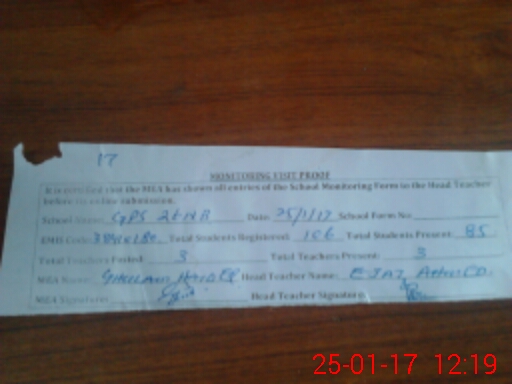 17
MONITORING VISIT PROOF
It is certified that the MEA has shown all entries of the School Monitoring Form to the Head Teacher
before its online submission.
School Name: GPS Date: 25/1/17 School Form No
EMIS Code: Total Students Registered: 106 Total Students Present: 85
Total Teachers Posted: 3 Total Teachers Present: 3
MEA Name: GHULAM Head Teacher Name: EJAZ AHMED
MEA Signature: Head Teacher Signature:
25-01-17 12:19